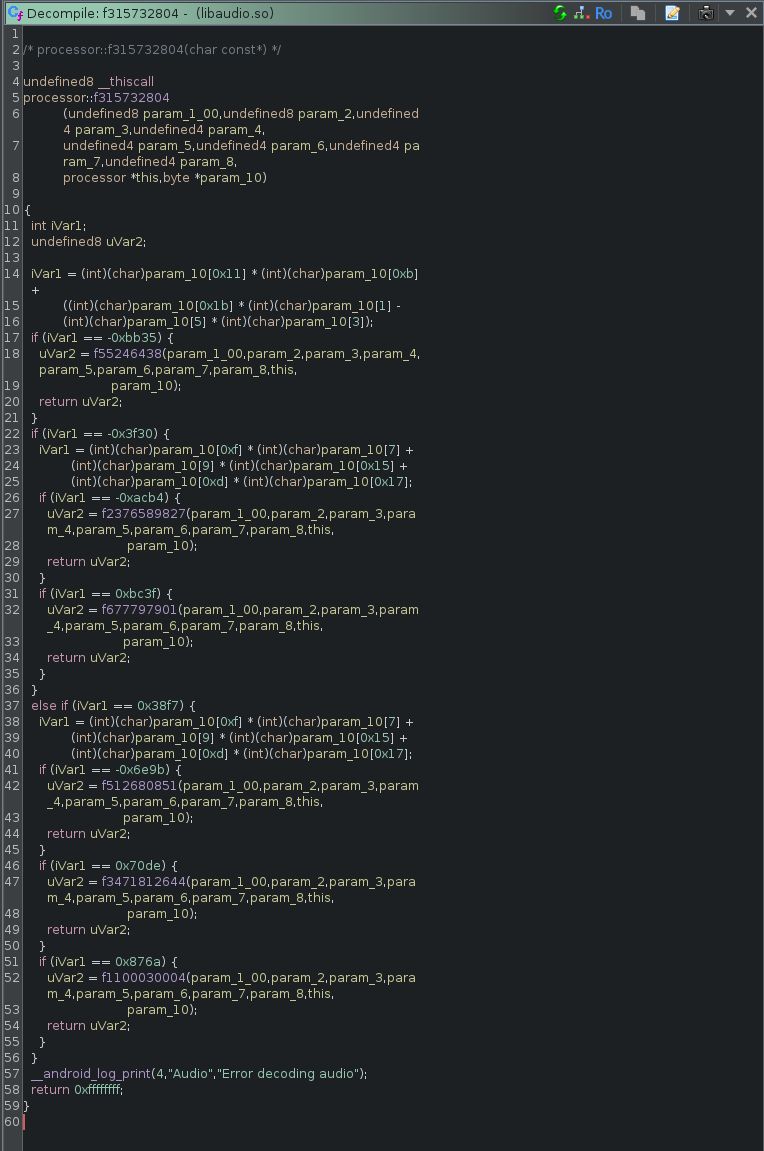 Decompile: f315732804 - (libaudio.so)
Ro
1
2 /* processor::f315732804(char const*) */
3
4 undefined8 __thiscall
5 processor::f315732804
6 (undefined8 param_1_00,undefined8 param_2,undefined
4 param_3,undefined4 param_4,
7 undefined4 param_5,undefined4 param_6,undefined4 pa
ram_7,undefined4 param_8,
8 processor *this,byte *param_10)
9
10 {
11 int iVar1;
12 undefined8 uVar2;
13
14 iVar1 = (int)(char)param_10[0x11] * (int)(char)param_10[0xb]
+
15 ((int)(char)param_10[0x1b] * (int)(char)param_10[1] -
16 (int)(char)param_10[5] * (int)(char)param_10[3]);
17 if (iVar1 == -0xbb35) {
18 uVar2 = f55246438(param_1_00,param_2,param_3,param_4,
param_5,param_6,param_7,param_8,this,
19 param_10);
20 return uVar2;
21 }
22 if (iVar1 == -0x3f30) {
23 iVar1 = (int)(char)param_10[0xf] * (int)(char)param_10[7] +
24 (int)(char)param_10[9] * (int)(char)param_10[0x15] +
25 (int)(char)param_10[0xd] * (int)(char)param_10[0x17];
26 if (iVar1 == -0xacb4) {
27 uVar2 = f2376589827(param_1_00,param_2,param_3,para
m_4,param_5,param_6,param_7,param_8,this,
28 param_10);
29 return uVar2;
30 }
31 if (iVar1 == 0xbc3f) {
32 uVar2 = f677797901(param_1_00,param_2,param_3,param
_4,param_5,param_6,param_7,param_8,this,
33 param_10);
34 return uVar2;
35 }
36 }
37 else if (iVar1 == 0x38f7) {
38 iVar1 = (int)(char)param_10[0xf] * (int)(char)param_10[7] +
39 (int)(char)param_10[9] * (int)(char)param_10[0x15] +
40 (int)(char)param_10[0xd] * (int)(char)param_10[0x17];
41 if (iVar1 == -0x6e9b) {
42 uVar2 = f512680851(param_1_00,param_2,param_3,param
_4,param_5,param_6,param_7,param_8,this,
43 param_10);
44 return uVar2;
45 }
46 if (iVar1 == 0x70de) {
47 uVar2 = f3471812644(param_1_00,param_2,param_3,para
m_4,param_5,param_6,param_7,param_8,this,
48 param_10);
49 return uVar2;
50 }
51 if (iVar1 == 0x876a) {
52 uVar2 = f1100030004(param_1_00,param_2,param_3,para
m_4,param_5,param_6,param_7,param_8,this,
53 param_10);
54 return uVar2;
55 }
56 }
57 __android_log_print(4,"Audio","Error decoding audio");
58 return 0xffffffff;
59 }
60